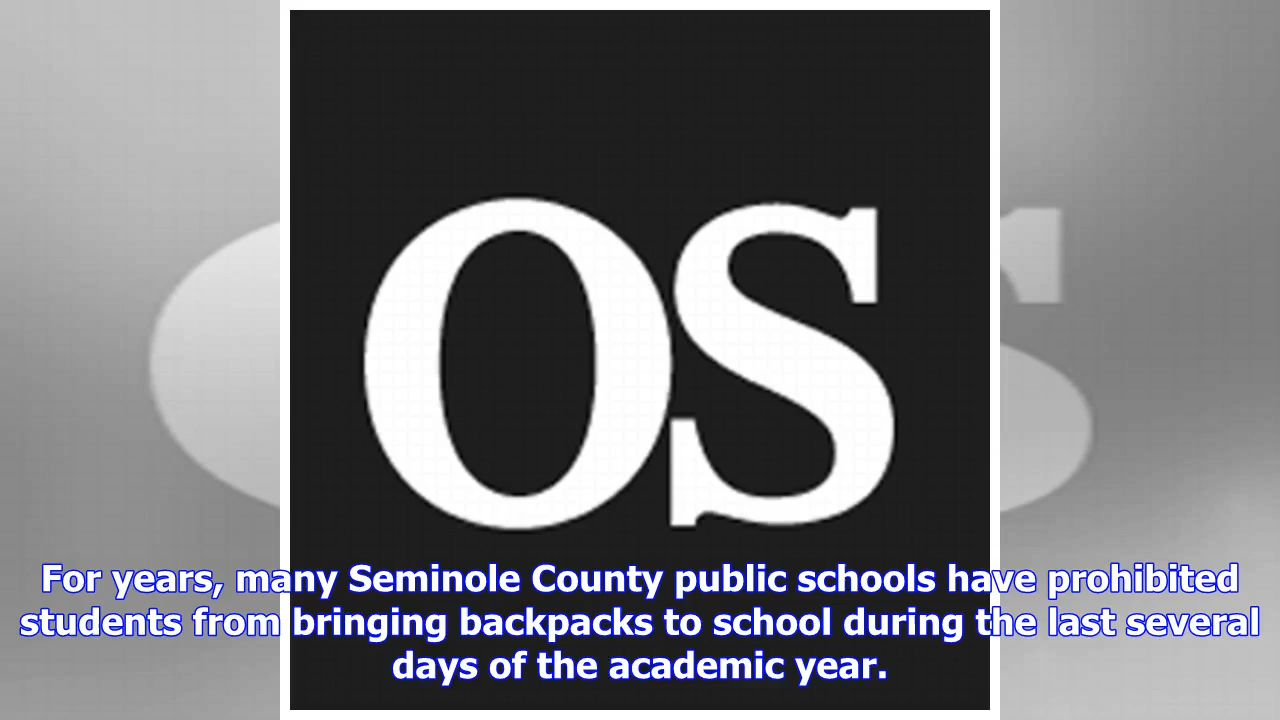 OS
For years, many Seminole County public schools have prohibited
students from bringing backpacks to school during the last several
days of the academic year.